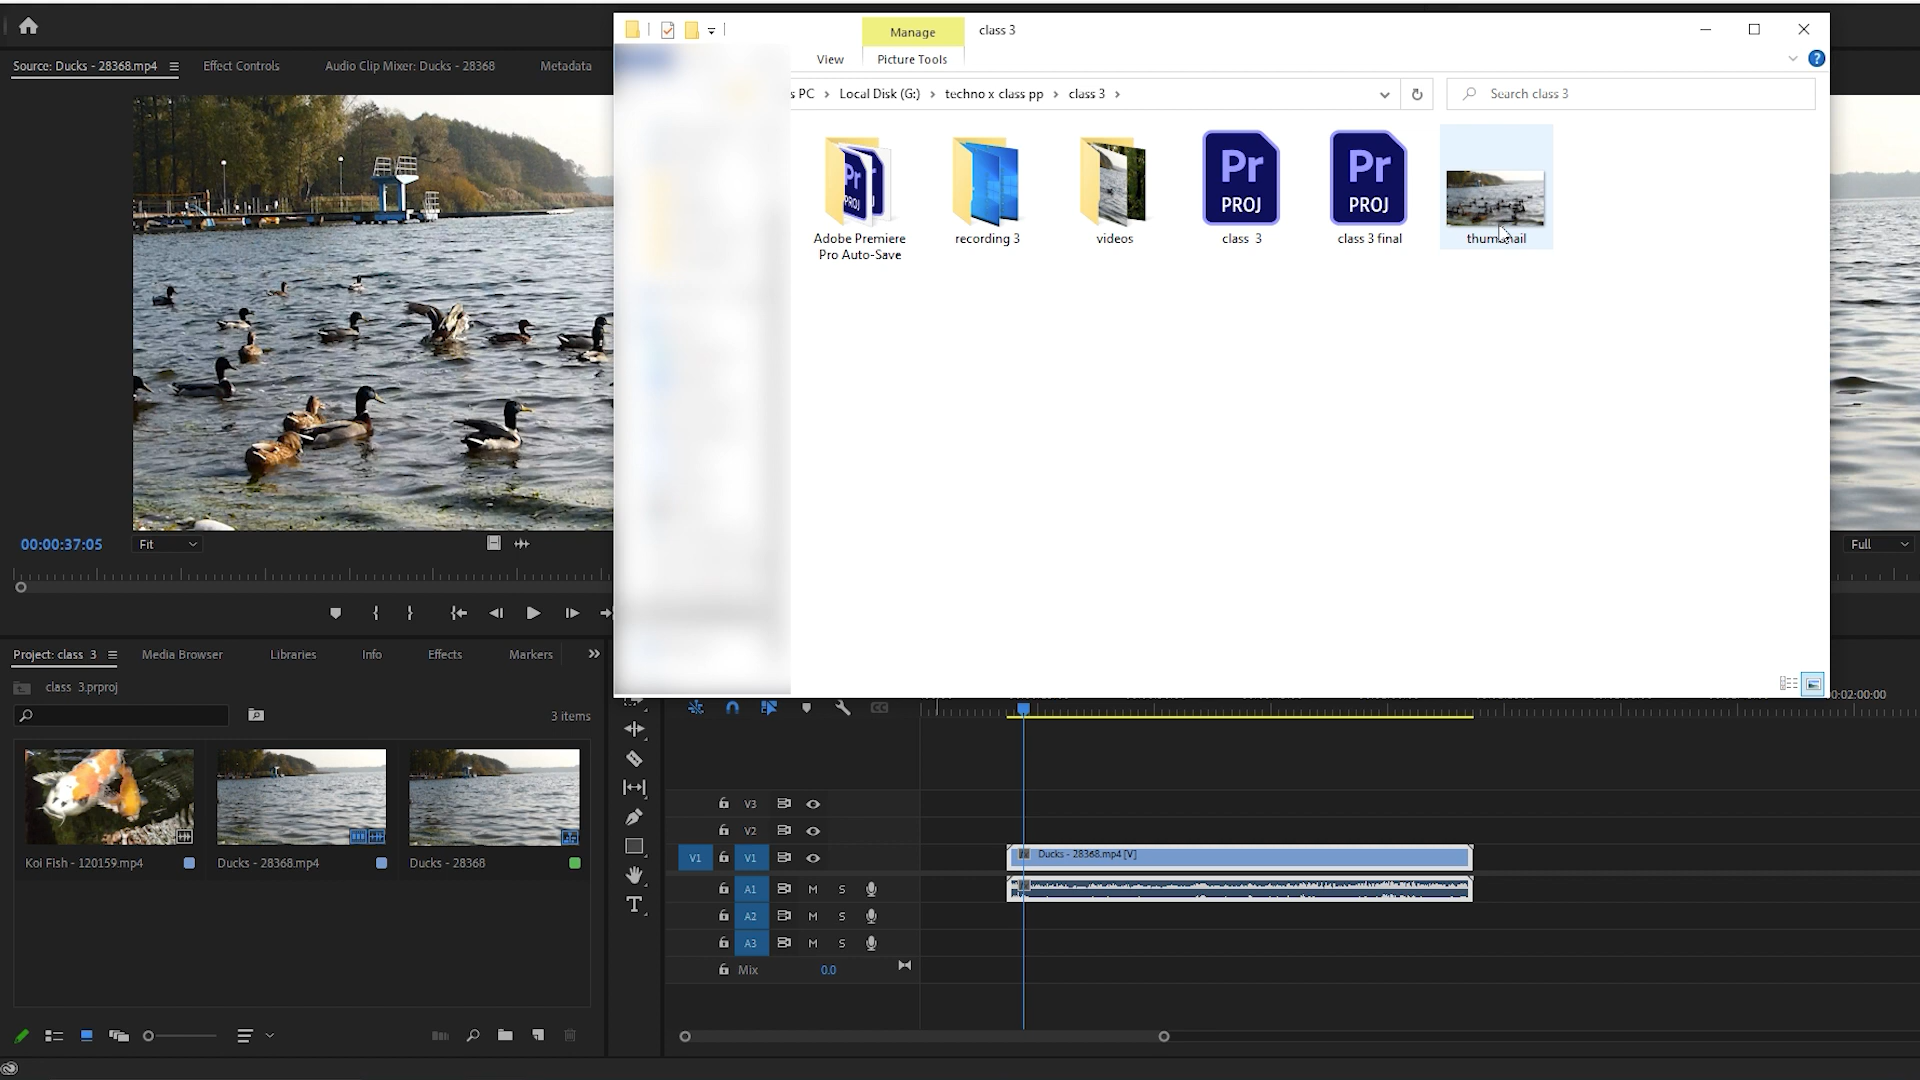 Manage
class 3
View
Picture Tools
s PC
Local Disk (G:)
techno x class pp
class 3
Search class 3
Source: Ducks - 28368.mp4
Effect Controls
Audio Clip Mixer: Ducks - 28368
Metadata
Pr
PROJ
Pr
PROJ
Adobe Premiere
Pro Auto-Save
recording 3
videos
class  3
class 3 final
thumbnail
00:00:37:05
Fit
Full
Project: class  3
Media Browser
Libraries
Info
Effects
Markers
class  3.prproj
3 items
Koi Fish - 120159.mp4
Ducks - 28368.mp4
Ducks - 28368
00:02:00:00
V3
V2
V1
V1
Ducks - 28368.mp4 [V]
A1
M
S
A2
M
S
A3
M
S
Mix
0.0